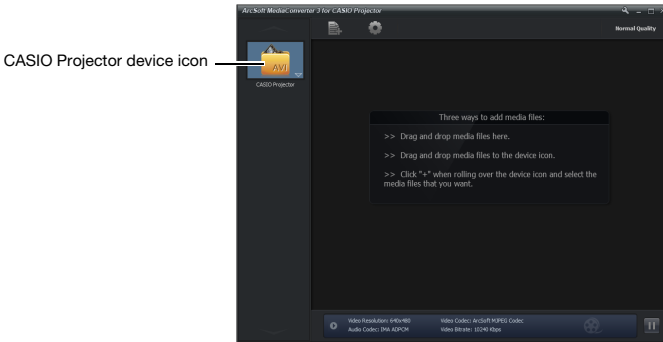 ArcSoft MediaConverter 3 for CASIO Projector
Normal Quality
CASIO Projector device icon
AVI
CASIO Projector
Three ways to add media files:
>> Drag and drop media files here.
>> Drag and drop media files to the device icon.
>> Click "+" when rolling over the device icon and select the
media files that you want.
Video Resolution: 640x480
Video Codec: ArcSoft MJPEG Codec
Audio Codec: IMA ADPCM
Video Bitrate: 10240 Kbps